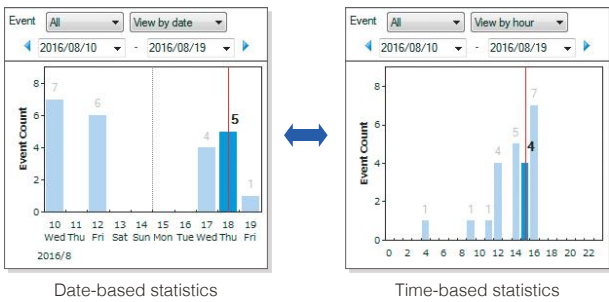 Event All View by date
2016/08/10 - 2016/08/19
Event Count
8
6
4
2
0
7
6
4
5
1
10 11 12 13 14 15 16 17 18 19
Wed Thu Fri Sat Sun Mon Tue Wed Thu Fri
2016/8
Date-based statistics
Event All View by hour
2016/08/10 - 2016/08/19
Event Count
8
6
4
2
0
1
1
1
4
5
4
7
0 2 4 6 8 10 12 14 16 18 20 22
Time-based statistics